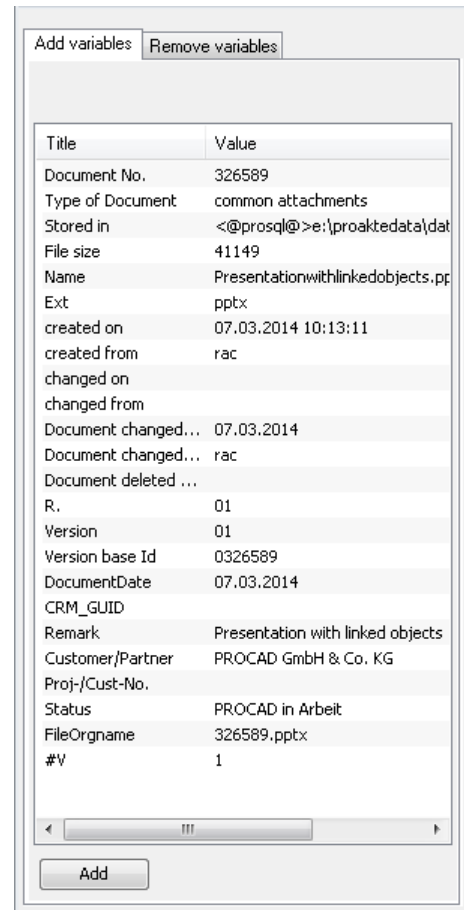 Add variables Remove variables
Title Value
Document No. 326589
Type of Document common attachments
Stored in <@prosql@>e:\proaktedata\dat
File size 41149
Name Presentationwithlinkedobjects.pp
Ext pptx
created on 07.03.2014 10:13:11
created from rac
changed on
changed from
Document changed... 07.03.2014
Document changed... rac
Document deleted ...
R. 01
Version 01
Version base Id 0326589
DocumentDate 07.03.2014
CRM_GUID
Remark Presentation with linked objects
Customer/Partner PROCAD GmbH & Co. KG
Proj-/Cust-No.
Status PROCAD in Arbeit
FileOrgname 326589.pptx
#V 1
Add